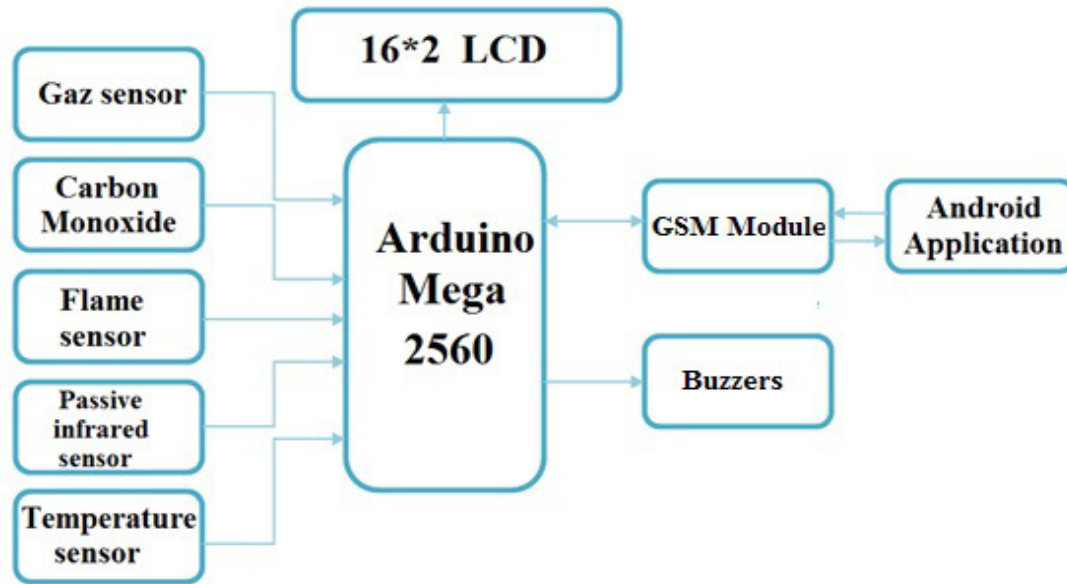 16*2 LCD
Gaz sensor
Carbon
Monoxide
Flame
sensor
Passive
infrared
sensor
Temperature
sensor
Arduino
Mega
2560
GSM Module
Android
Application
Buzzers